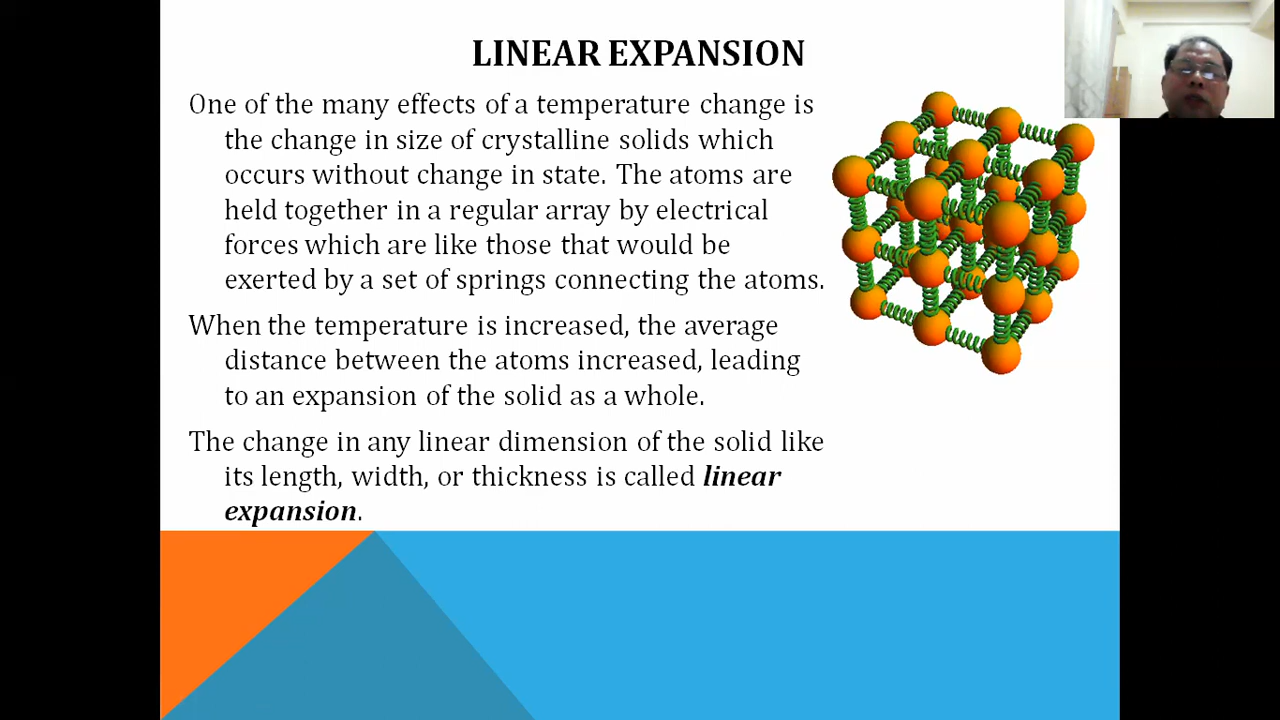 LINEAR EXPANSION
One of the many effects of a temperature change is
the change in size of crystalline solids which
occurs without change in state. The atoms are
held together in a regular array by electrical
forces which are like those that would be
exerted by a set of springs connecting the atoms.
When the temperature is increased, the average
distance between the atoms increased, leading
to an expansion of the solid as a whole.
The change in any linear dimension of the solid like
its length, width, or thickness is called linear
expansion.